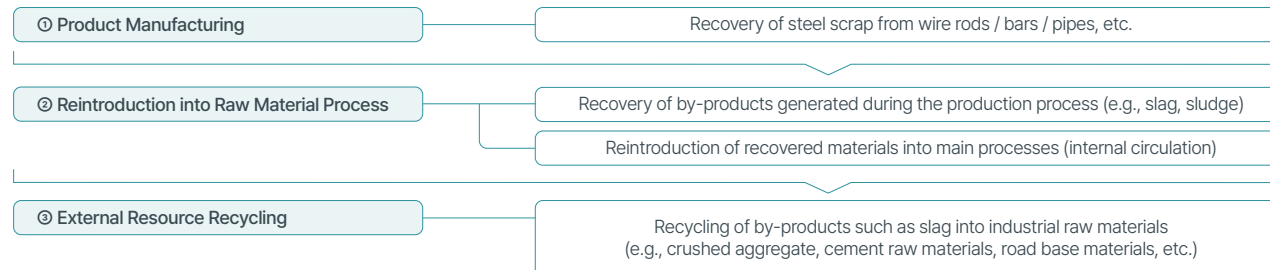 ① Product Manufacturing
Recovery of steel scrap from wire rods / bars / pipes, etc.
② Reintroduction into Raw Material Process
Recovery of by-products generated during the production process (e.g., slag, sludge)
Reintroduction of recovered materials into main processes (internal circulation)
③ External Resource Recycling
Recycling of by-products such as slag into industrial raw materials
(e.g., crushed aggregate, cement raw materials, road base materials, etc.)